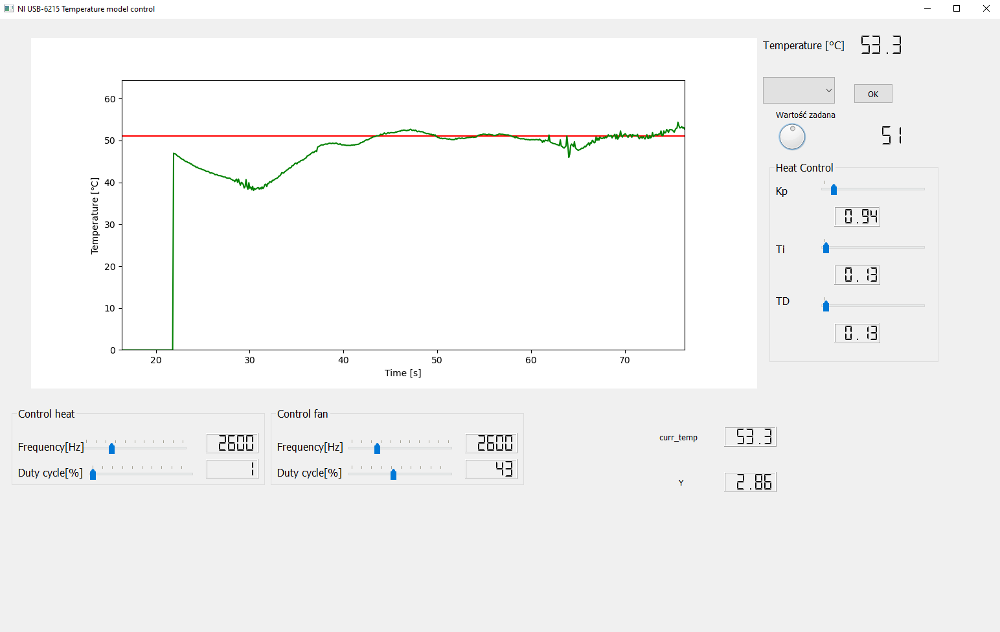 NI USB-6215 Temperature model control
Temperature [°C] 53.3
OK
Wartość zadana
51
Heat Control
Kp
0.94
Ti
0.13
TD
0.13
60
50
40
30
20
10
0
Temperature [°C]
20 30 40 50 60 70
Time [s]
Control heat
Frequency[Hz] 2600
Duty cycle[%] 1
Control fan
Frequency[Hz] 2600
Duty cycle[%] 43
curr_temp 53.3
Y 2.86